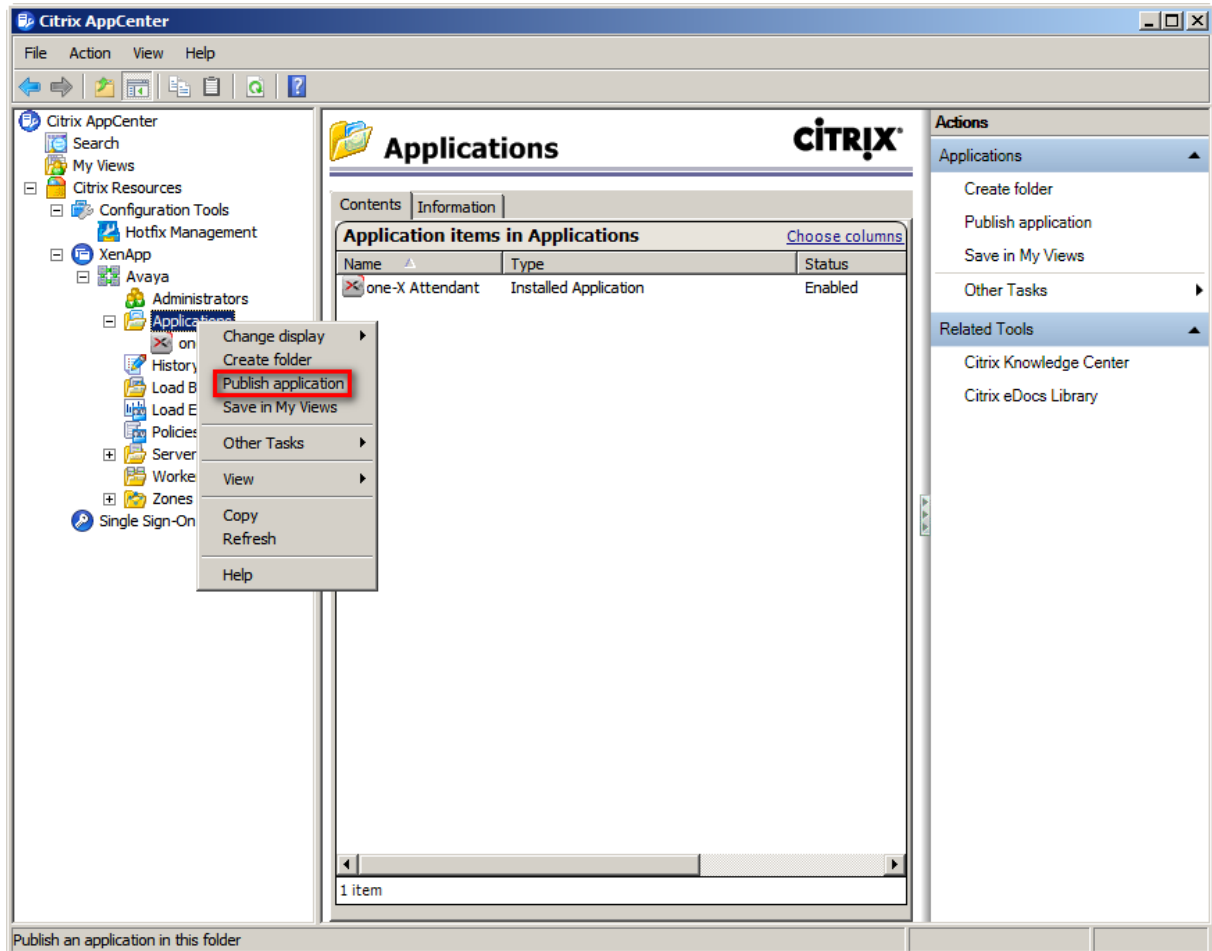 Citrix AppCenter
File Action View Help
Citrix AppCenter
Search
My Views
Citrix Resources
Configuration Tools
Hotfix Management
XenApp
Avaya
Administrators
Applications
on
History
Load B
Load E
Policies
Server
Worke
Zones
Single Sign-On
Change display
Create folder
Publish application
Save in My Views
Other Tasks
View
Copy
Refresh
Help
Applications
CİTRỊX
Contents Information
Application items in Applications Choose columns
Name Type Status
one-X Attendant Installed Application Enabled
1 item
Actions
Applications
Create folder
Publish application
Save in My Views
Other Tasks
Related Tools
Citrix Knowledge Center
Citrix eDocs Library
Publish an application in this folder